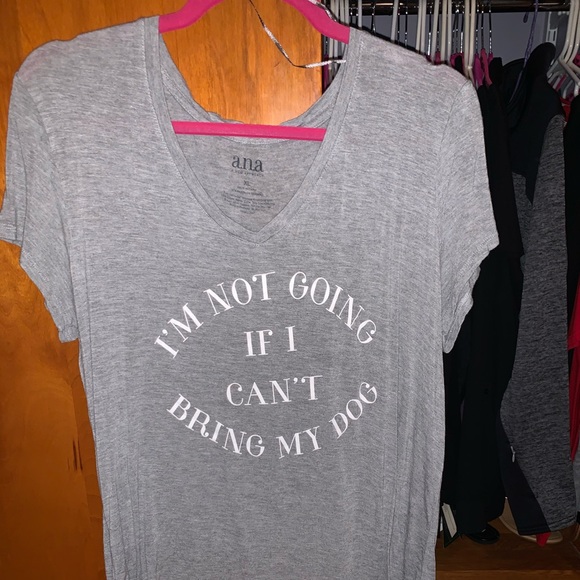 a.n.a
I'M NOT GOING
IF I
CAN'T
BRING MY DOG